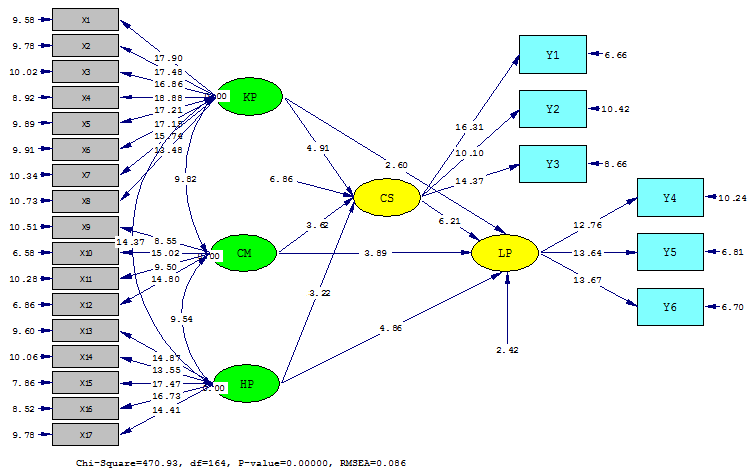 9.58 X1
9.78 X2
10.02 X3
8.92 X4
9.89 X5
9.91 X6
10.34 X7
10.73 X8
10.51 X9
6.58 X10
10.28 X11
6.86 X12
9.60 X13
10.06 X14
7.86 X15
8.52 X16
9.78 X17
17.90
17.48
16.86
18.88
17.21
15.74
13.48
8.55
15.02
9.50
14.80
14.87
13.55
17.47
16.73
14.41
KP
CM
HP
9.82
14.37
9.54
4.91
2.60
6.86
3.62
3.89
3.22
4.86
CS
6.21
LP
2.42
16.31
10.10
14.37
Y1 6.66
Y2 10.42
Y3 8.66
12.76
13.64
13.67
Y4 10.24
Y5 6.81
Y6 6.70
Chi-Square=470.93, df=164, P-value=0.00000, RMSEA=0.086